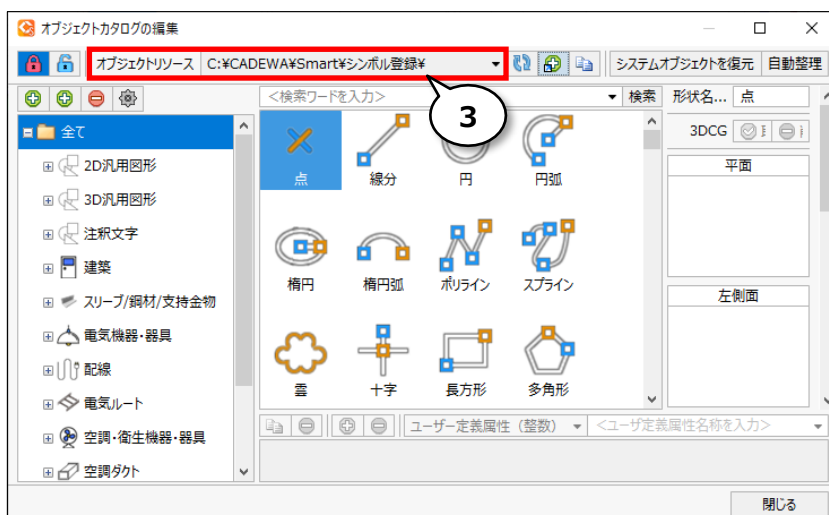 オブジェクトカタログの編集
オブジェクトリソース C:¥CADEWA¥Smart¥シンボル登録¥
システムオブジェクトを復元 自動整理
<検索ワードを入力>
検索
形状名... 点
3
全て
2D汎用図形
3D汎用図形
注釈文字
建築
スリーブ/鋼材/支持金物
電気機器・器具
配線
電気ルート
空調・衛生機器・器具
空調ダクト
点 線分 円 円弧
楕円 楕円弧 ポリライン スプライン
雲 十字 長方形 多角形
3DCG
平面
左側面
ユーザー定義属性（整数） <ユーザ定義属性名称を入力>
閉じる